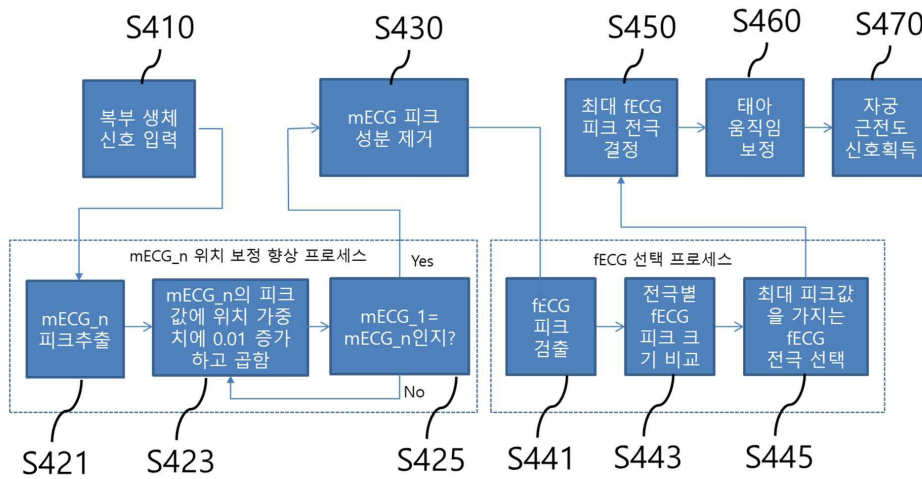 S410
S430
S450
S460
S470
복부 생체
신호 입력
mECG 피크
성분 제거
최대 fECG
피크 전극
결정
태아
움직임
보정
자궁
근전도
신호획득
mECG_n 위치 보정 향상 프로세스
Yes
fECG 선택 프로세스
mECG_n
피크추출
mECG_n의 피크
값에 위치 가중
치에 0.01 증가
하고 곱함
mECG_1=
mECG_n인지?
No
fECG
피크
검출
전극별
fECG
피크 크
기 비교
최대 피크값
을 가지는
fECG
전극 선택
S421
S423
S425
S441
S443
S445